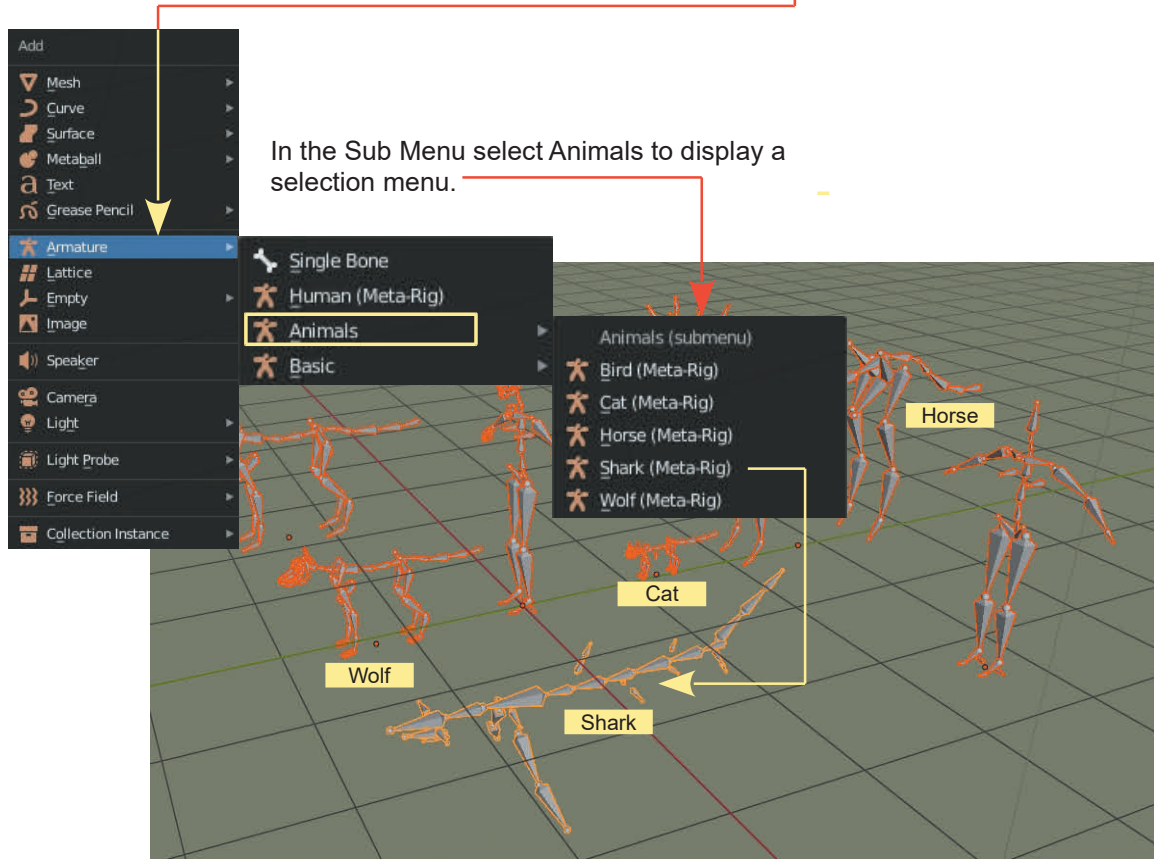 Add
Mesh
Curve
Surface
Metaball
Text
Grease Pencil
Armature
Lattice
Empty
Image
Speaker
Camera
Light
Light Probe
Force Field
Collection Instance
In the Sub Menu select Animals to display a
selection menu.
Single Bone
Human (Meta-Rig)
Animals
Basic
Animals (submenu)
Bird (Meta-Rig)
Cat (Meta-Rig)
Horse (Meta-Rig)
Shark (Meta-Rig)
Wolf (Meta-Rig)
Horse
Cat
Wolf
Shark